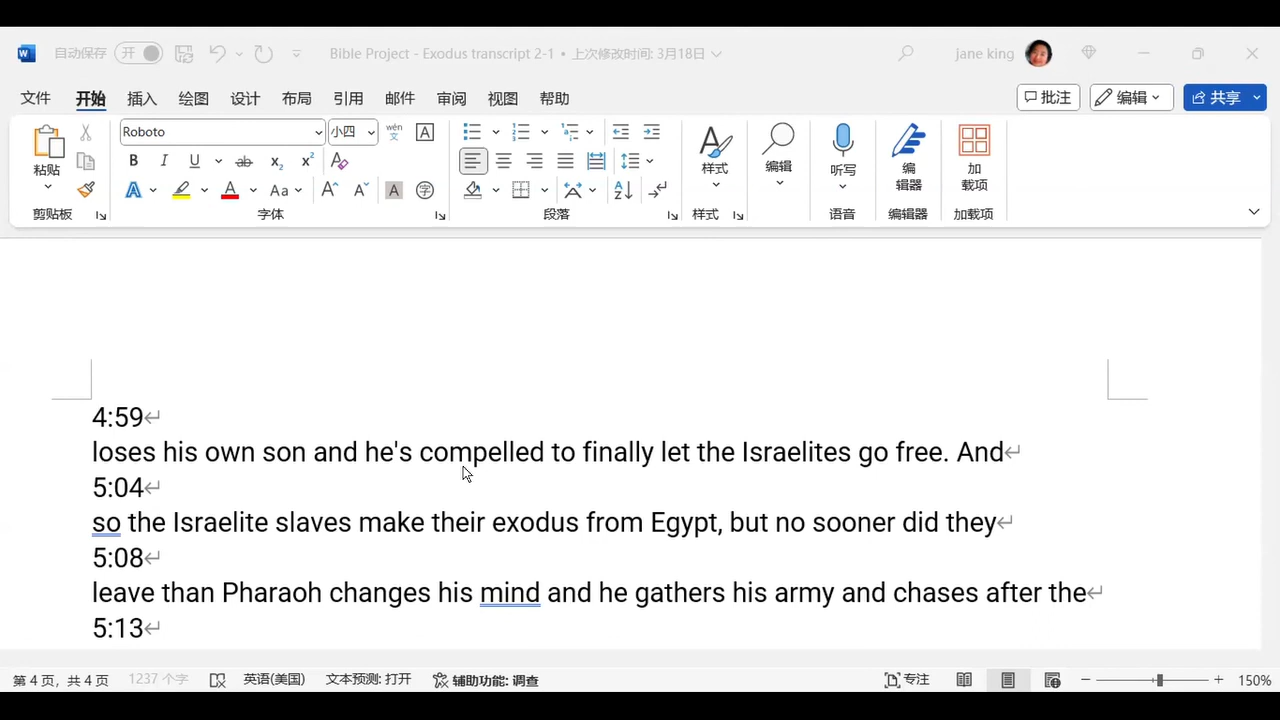 自动保存 开 Bible Project - Exodus transcript 2-1 • 上次修改时间: 3月18日 jane king
文件 开始 插入 绘图 设计 布局 引用 邮件 审阅 视图 帮助 批注 编辑 共享
Roboto 小四 wén 文 A
粘贴 B I U ab x₂ x² A 样式 编辑 听写 编辑器 加载项
A A Aa A A A 字 A Z
剪贴板 字体 段落 样式 语音 编辑器 加载项
4:59
loses his own son and he's compelled to finally let the Israelites go free. And
5:04
so the Israelite slaves make their exodus from Egypt, but no sooner did they
5:08
leave than Pharaoh changes his mind and he gathers his army and chases after the
5:13
第 4 页，共 4 页 1237 个字 英语(美国) 文本预测: 打开 辅助功能: 调查 专注 150%